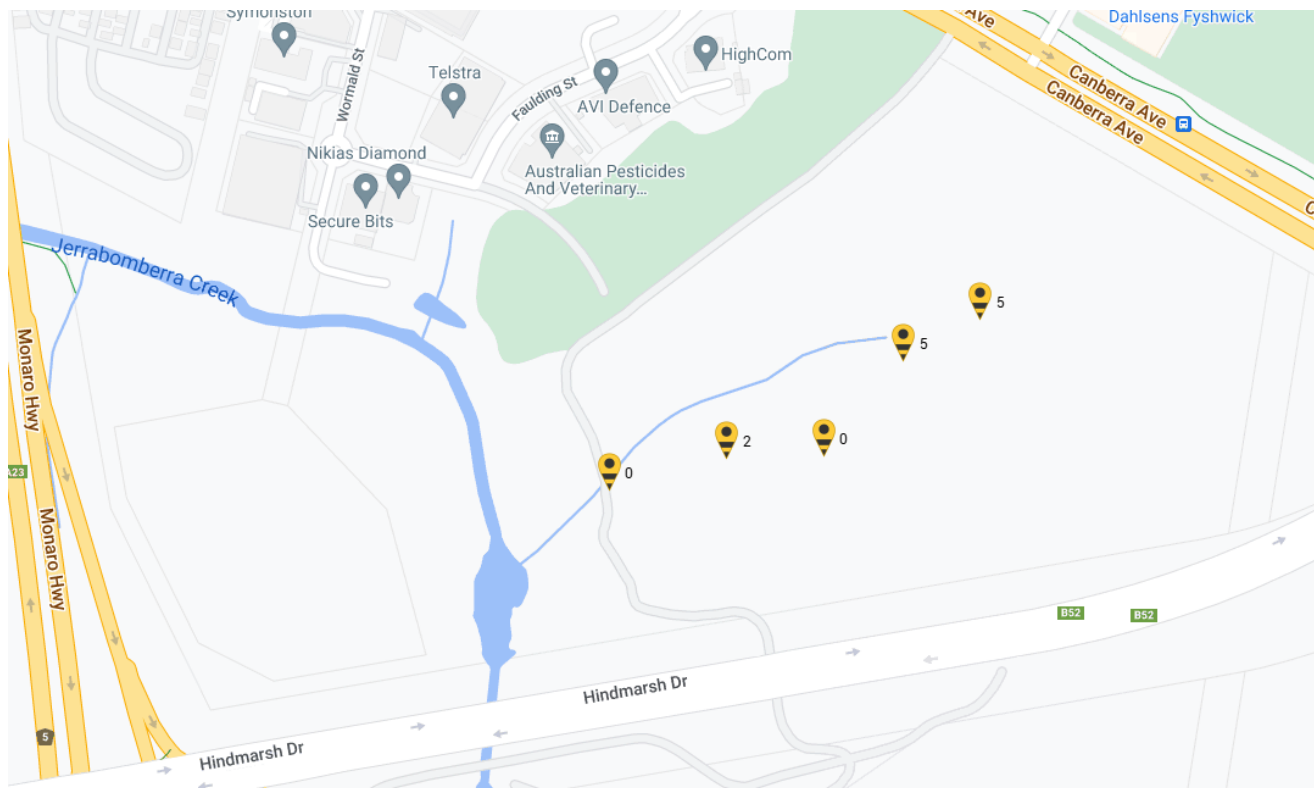 Symonston
Dahlsens Fyshwick
Ave
HighCom
Telstra
Wormald St
Faulding St
AVI Defence
Canberra Ave
Canberra Ave
Nikias Diamond
Australian Pesticides
And Veterinary...
Secure Bits
Jerrabomberra Creek
5
5
Monaro Hwy
2
0
0
A23
Monaro Hwy
B52
B52
Hindmarsh Dr
5
Hindmarsh Dr